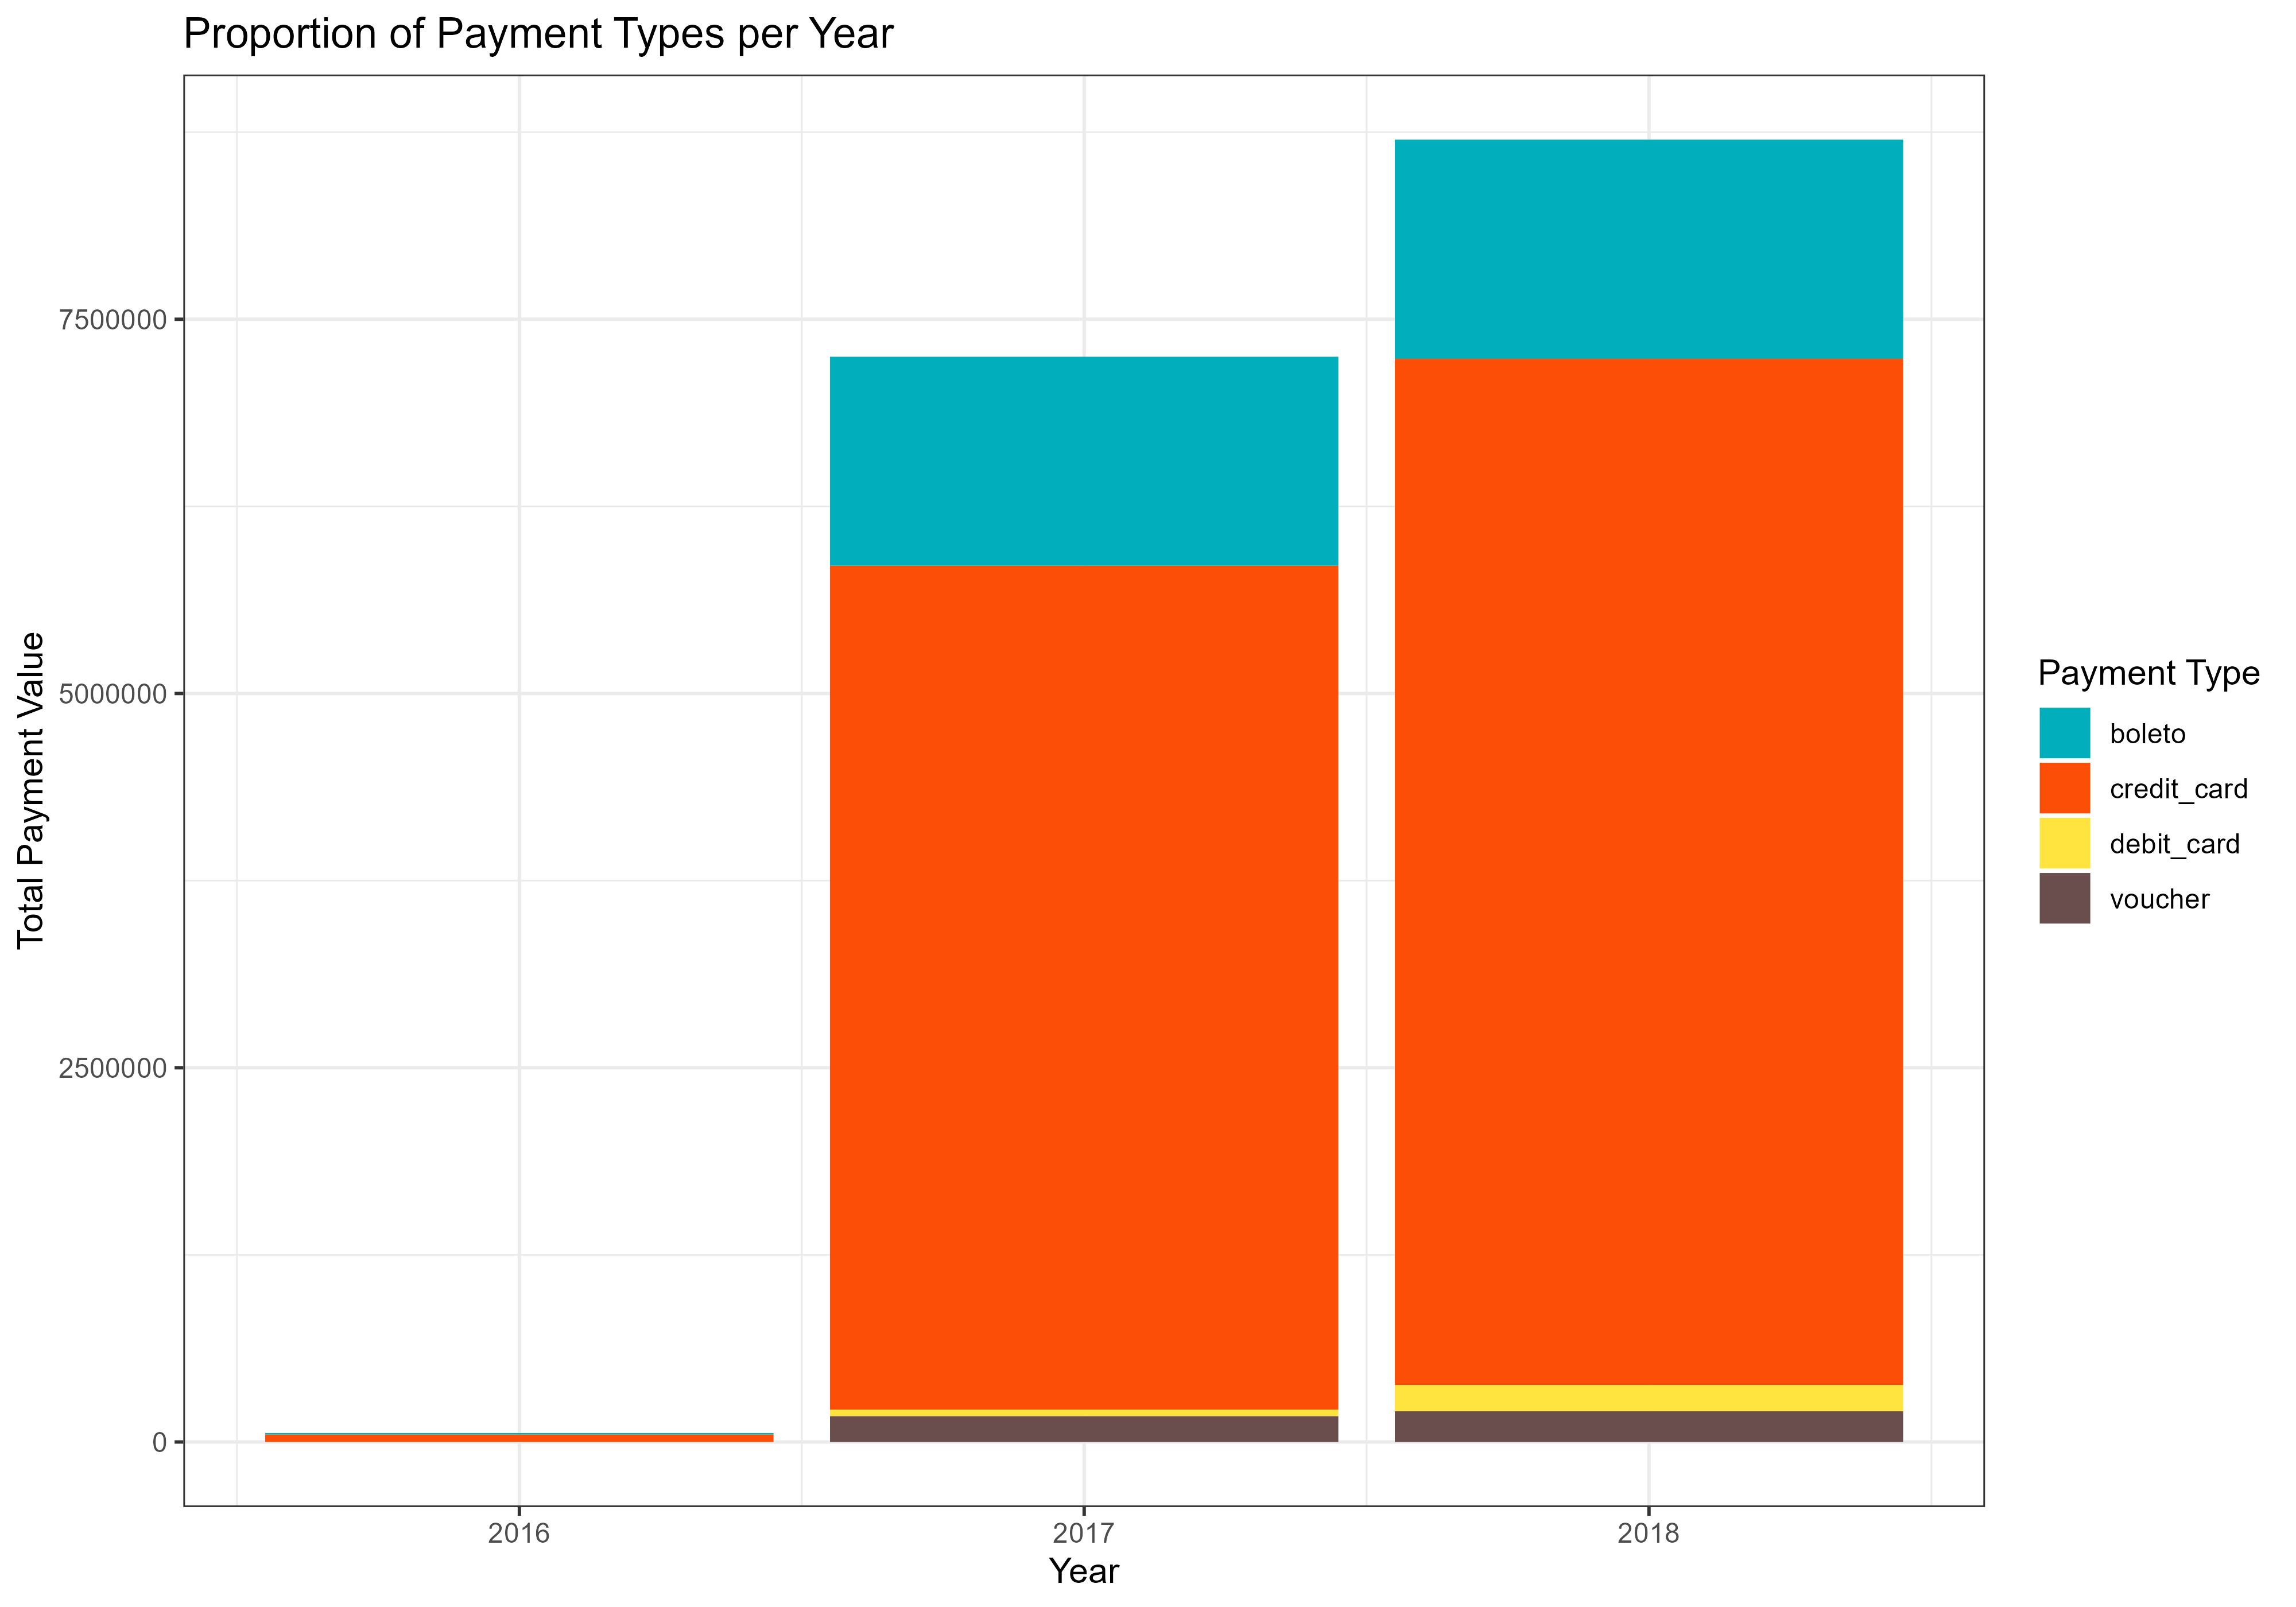 Proportion of Payment Types per Year
Total Payment Value
7500000
5000000
2500000
0
2016
2017
2018
Year
Payment Type
boleto
credit_card
debit_card
voucher